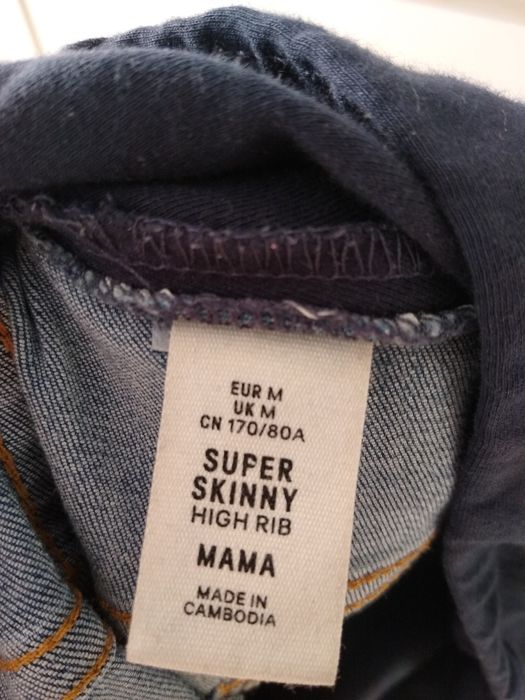 EUR M
UK M
CN 170/80A
SUPER
SKINNY
HIGH RIB
MAMA
MADE IN
CAMBODIA